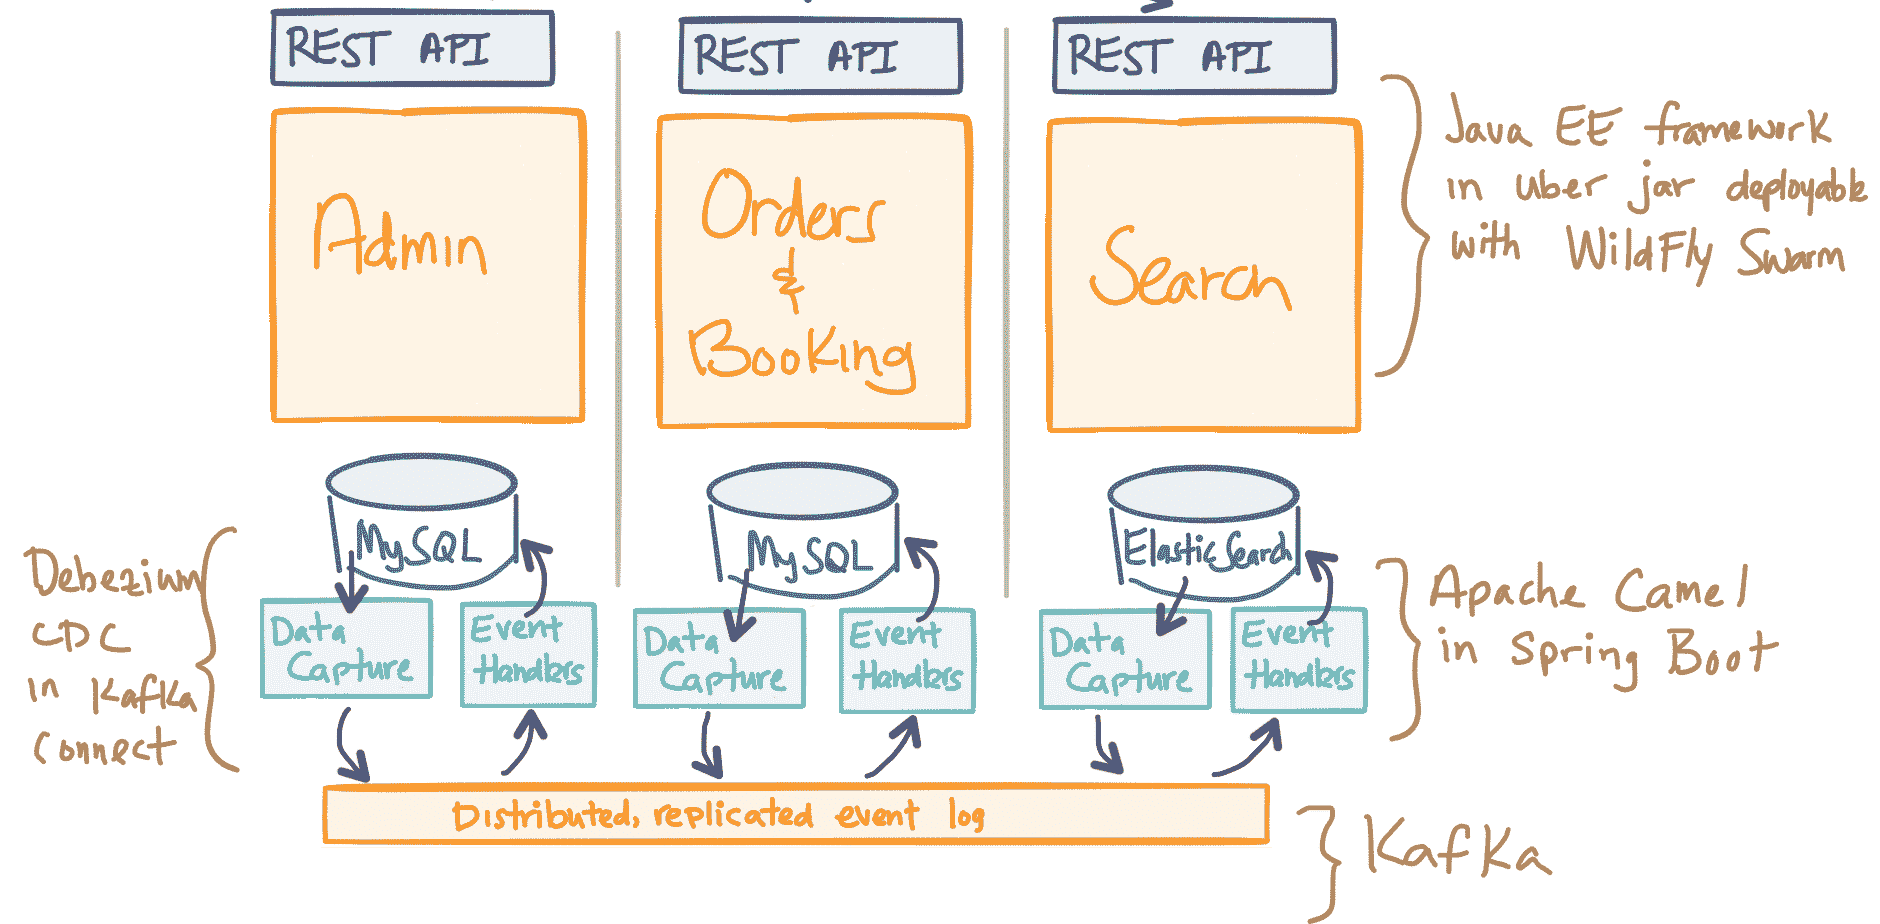 REST API
REST API
REST API
Admin
Orders
&
Booking
Search
Java EE framework
in uber jar deployable
with WildFly Swarm
MySQL
MySQL
ElasticSearch
Debezium
CDC
in Kafka
connect
Data
Capture
Event
Handlers
Data
Capture
Event
Handlers
Data
Capture
Event
Handlers
Apache Camel
in Spring Boot
Distributed, replicated event log
Kafka